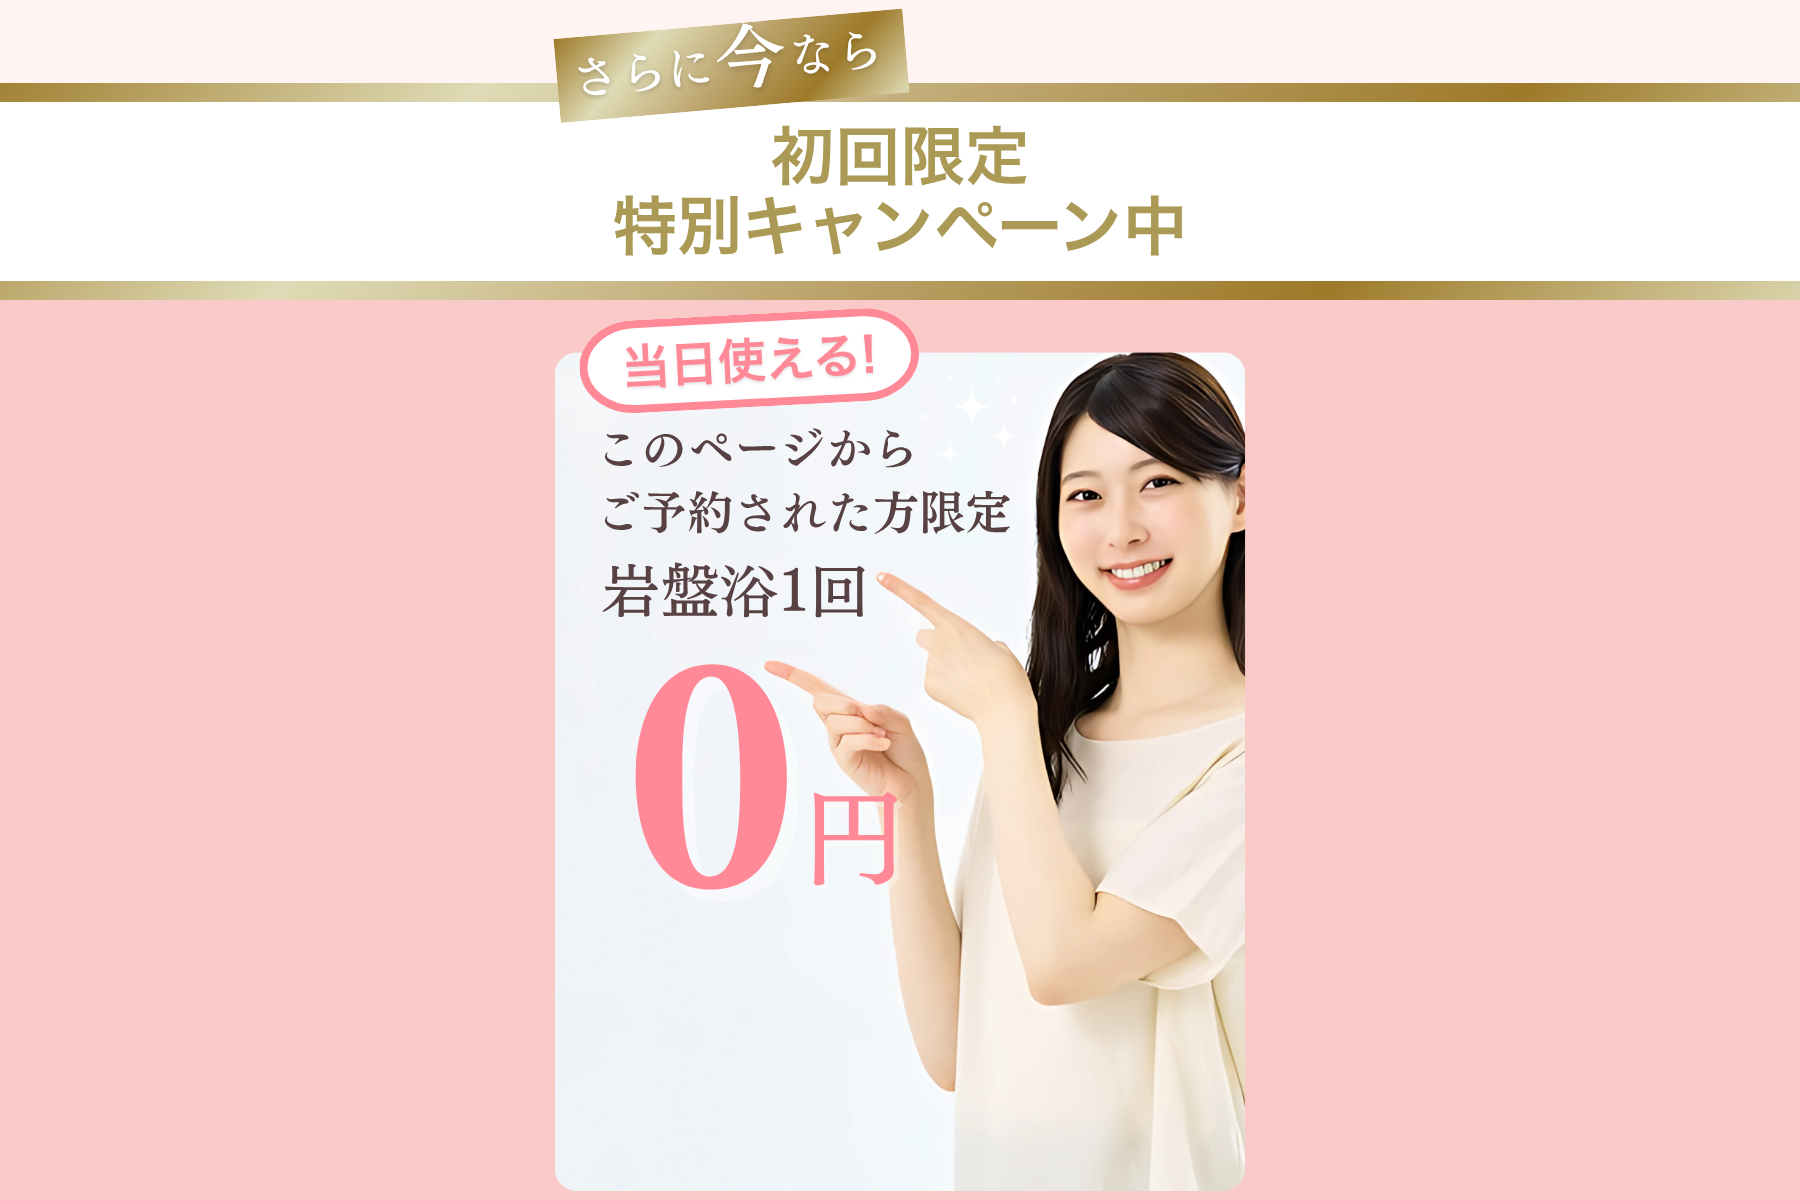 さらに今なら
初回限定
特別キャンペーン中
当日使える!
このページから
ご予約された方限定
岩盤浴1回
0円